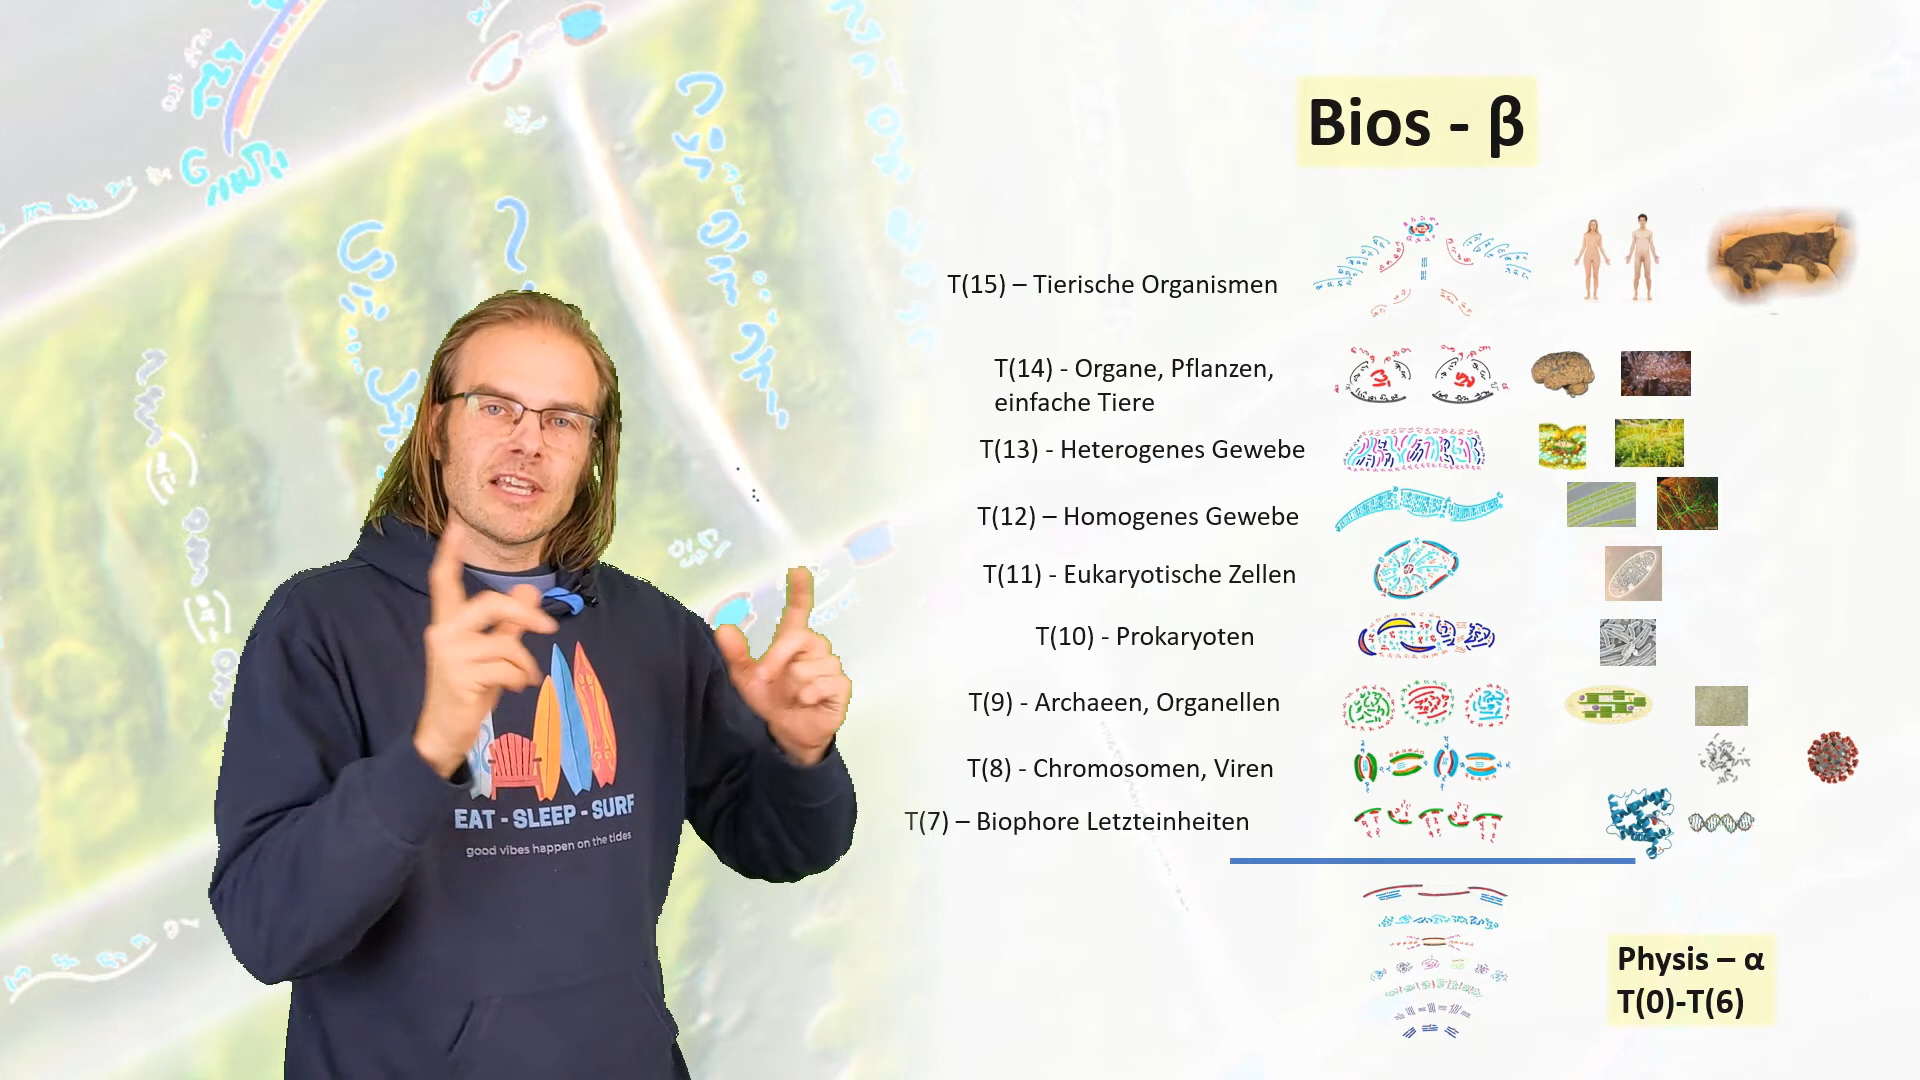 Bios - β
T(15) – Tierische Organismen
T(14) - Organe, Pflanzen,
einfache Tiere
T(13) - Heterogenes Gewebe
T(12) – Homogenes Gewebe
T(11) - Eukaryotische Zellen
T(10) - Prokaryoten
T(9) - Archaeen, Organellen
T(8) - Chromosomen, Viren
T(7) – Biophore Letzteinheiten
Physis – α
T(0)-T(6)
EAT - SLEEP - SURF
good vibes happen on the tides